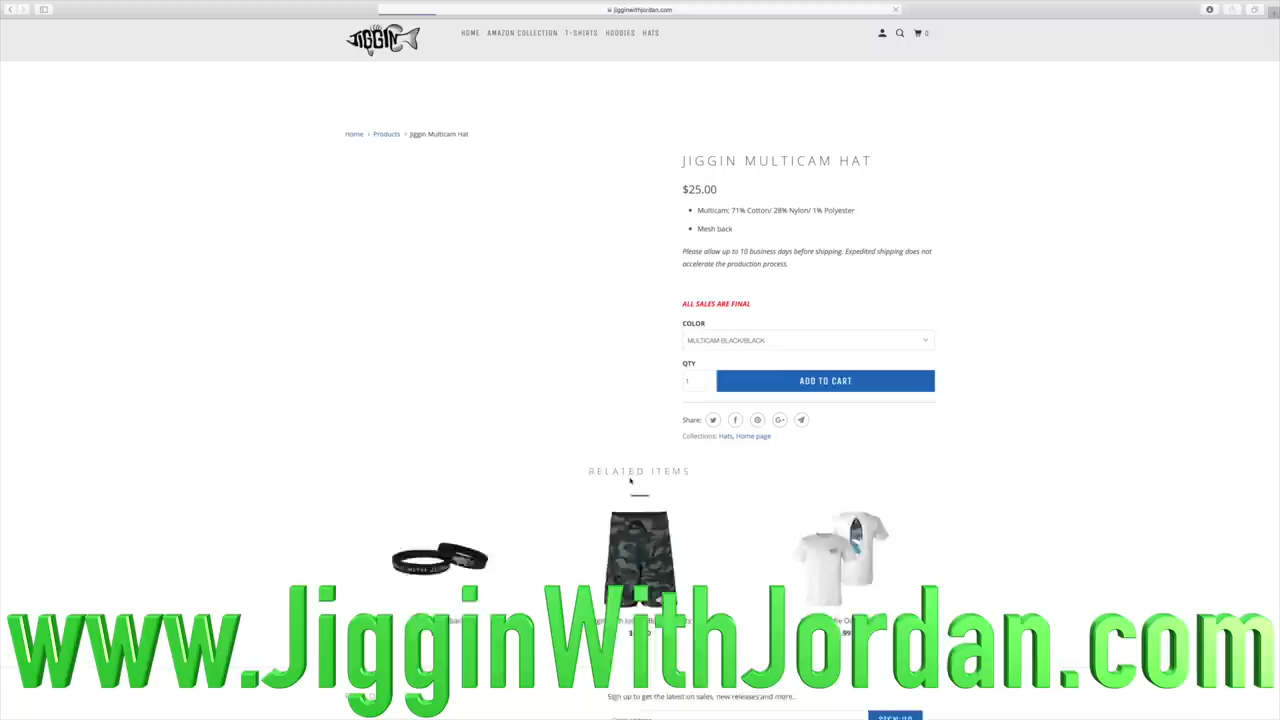 jigginwithjordan.com
JIGGIN
HOME AMAZON COLLECTION T-SHIRTS HOODIES HATS
0
Home › Products › Jiggin Multicam Hat
JIGGIN MULTICAM HAT
$25.00
Multicam: 71% Cotton/ 28% Nylon/ 1% Polyester
Mesh back
Please allow up to 10 business days before shipping. Expedited shipping does not
accelerate the production process.
ALL SALES ARE FINAL
COLOR
MULTICAM BLACK/BLACK
QTY
1
ADD TO CART
Share:
Collections: Hats, Home page
RELATED ITEMS
www.JigginWithJordan.com
Sign up to get the latest on sales, new releases and more...
SIGN UP